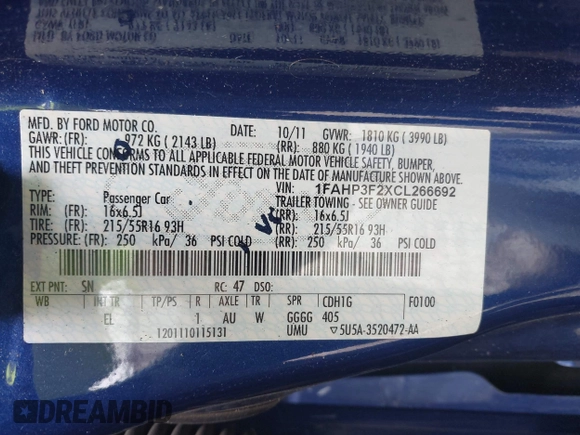 MFD. BY FORD MOTOR CO.
DATE: 10/11 GVWR: 1810 KG ( 3990 LB)
GAWR: (FR): 972 KG ( 2143 LB) (RR): 880 KG ( 1940 LB)
THIS VEHICLE CONFORMS TO ALL APPLICABLE FEDERAL MOTOR VEHICLE SAFETY, BUMPER,
AND THEFT PREVENTION STANDARDS IN EFFECT ON THE DATE OF MANUFACTURE SHOWN ABOVE.
VIN: 1FAHP3F2XCL266692
TYPE: Passenger Car TRAILER TOWING - SEE OWNER GUIDE
RIM: (FR): 16x6.5J (RR): 16x6.5J
TIRE: (FR): 215/55R16 93H (RR): 215/55R16 93H
PRESSURE: (FR): 250 kPa/ 36 PSI COLD (RR): 250 kPa/ 36 PSI COLD
EXT PNT: SN RC: 47 DSO:
WB INT TR TP/PS R AXLE TR SPR CDH1G F0100
EL 1 AU W GGGG 405
1201110115131 UMU ▽5U5A-3520472-AA
DREAMBID